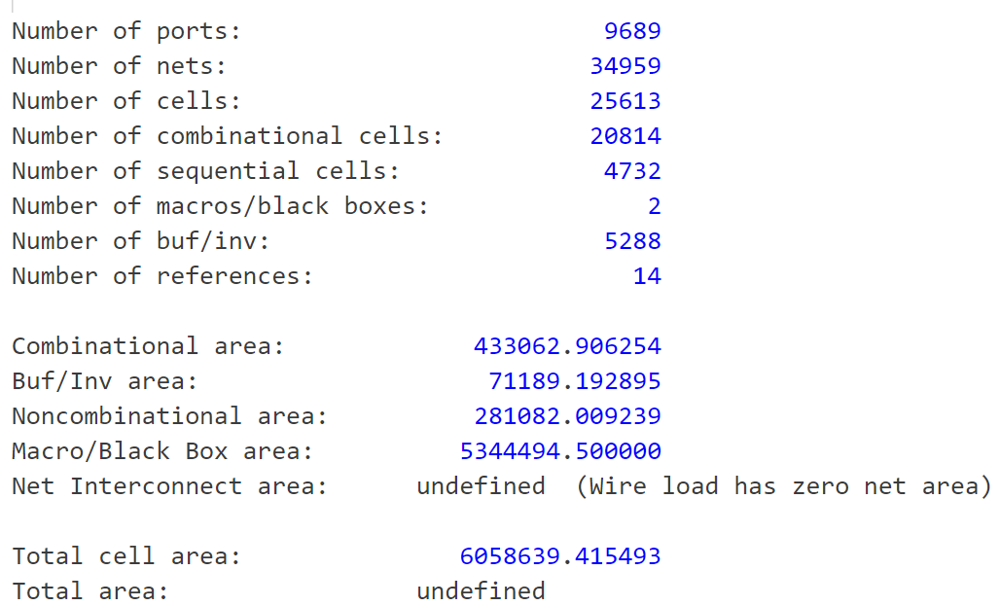 Number of ports: 9689
Number of nets: 34959
Number of cells: 25613
Number of combinational cells: 20814
Number of sequential cells: 4732
Number of macros/black boxes: 2
Number of buf/inv: 5288
Number of references: 14
Combinational area: 433062.906254
Buf/Inv area: 71189.192895
Noncombinational area: 281082.009239
Macro/Black Box area: 5344494.500000
Net Interconnect area: undefined (Wire load has zero net area)
Total cell area: 6058639.415493
Total area: undefined